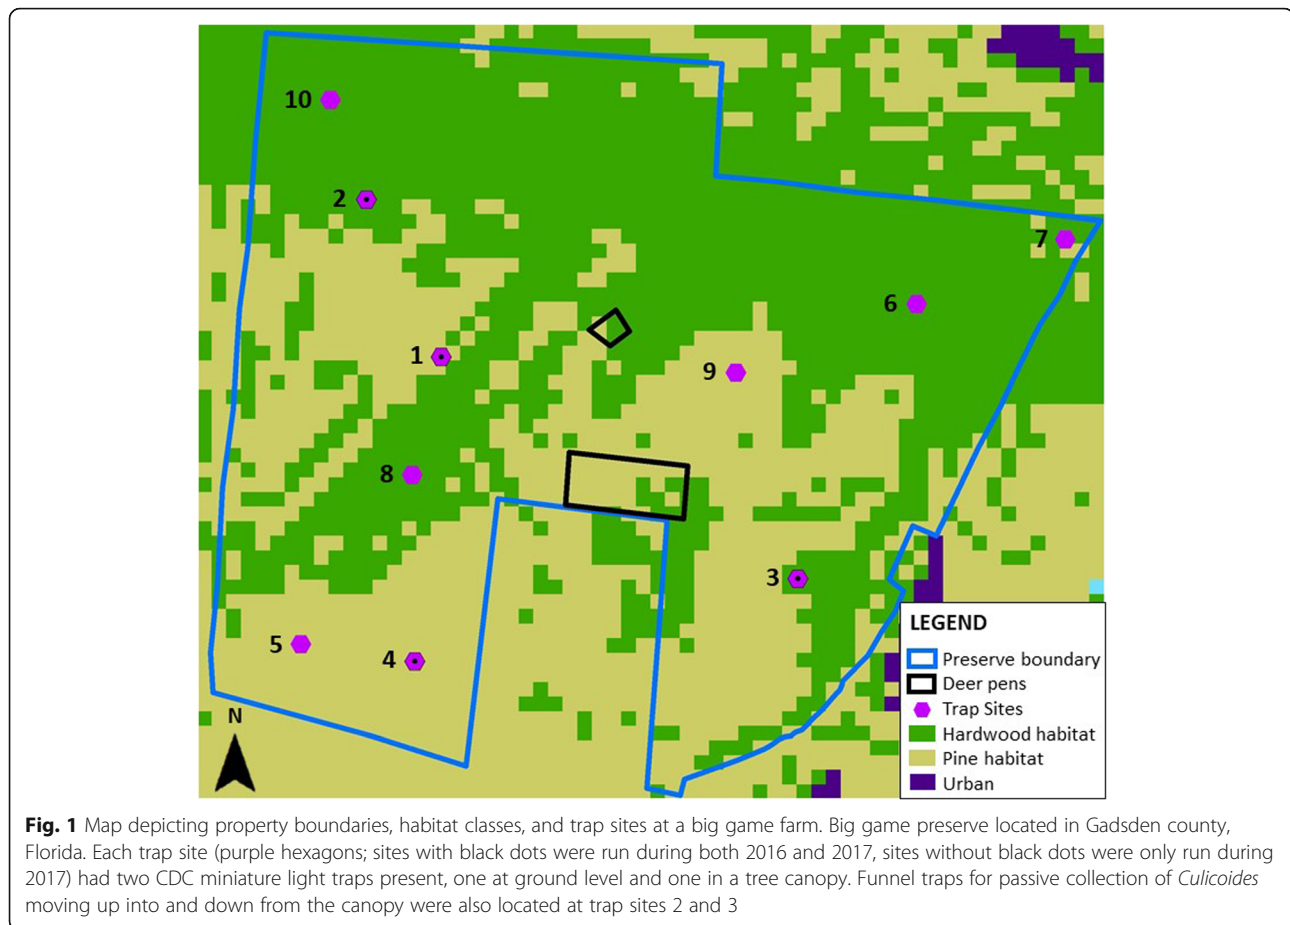 10
2
7
6
1
9
8
3
5
4
N
LEGEND
Preserve boundary
Deer pens
Trap Sites
Hardwood habitat
Pine habitat
Urban
Fig. 1 Map depicting property boundaries, habitat classes, and trap sites at a big game farm. Big game preserve located in Gadsden county,
Florida. Each trap site (purple hexagons; sites with black dots were run during both 2016 and 2017, sites without black dots were only run during
2017) had two CDC miniature light traps present, one at ground level and one in a tree canopy. Funnel traps for passive collection of Culicoides
moving up into and down from the canopy were also located at trap sites 2 and 3